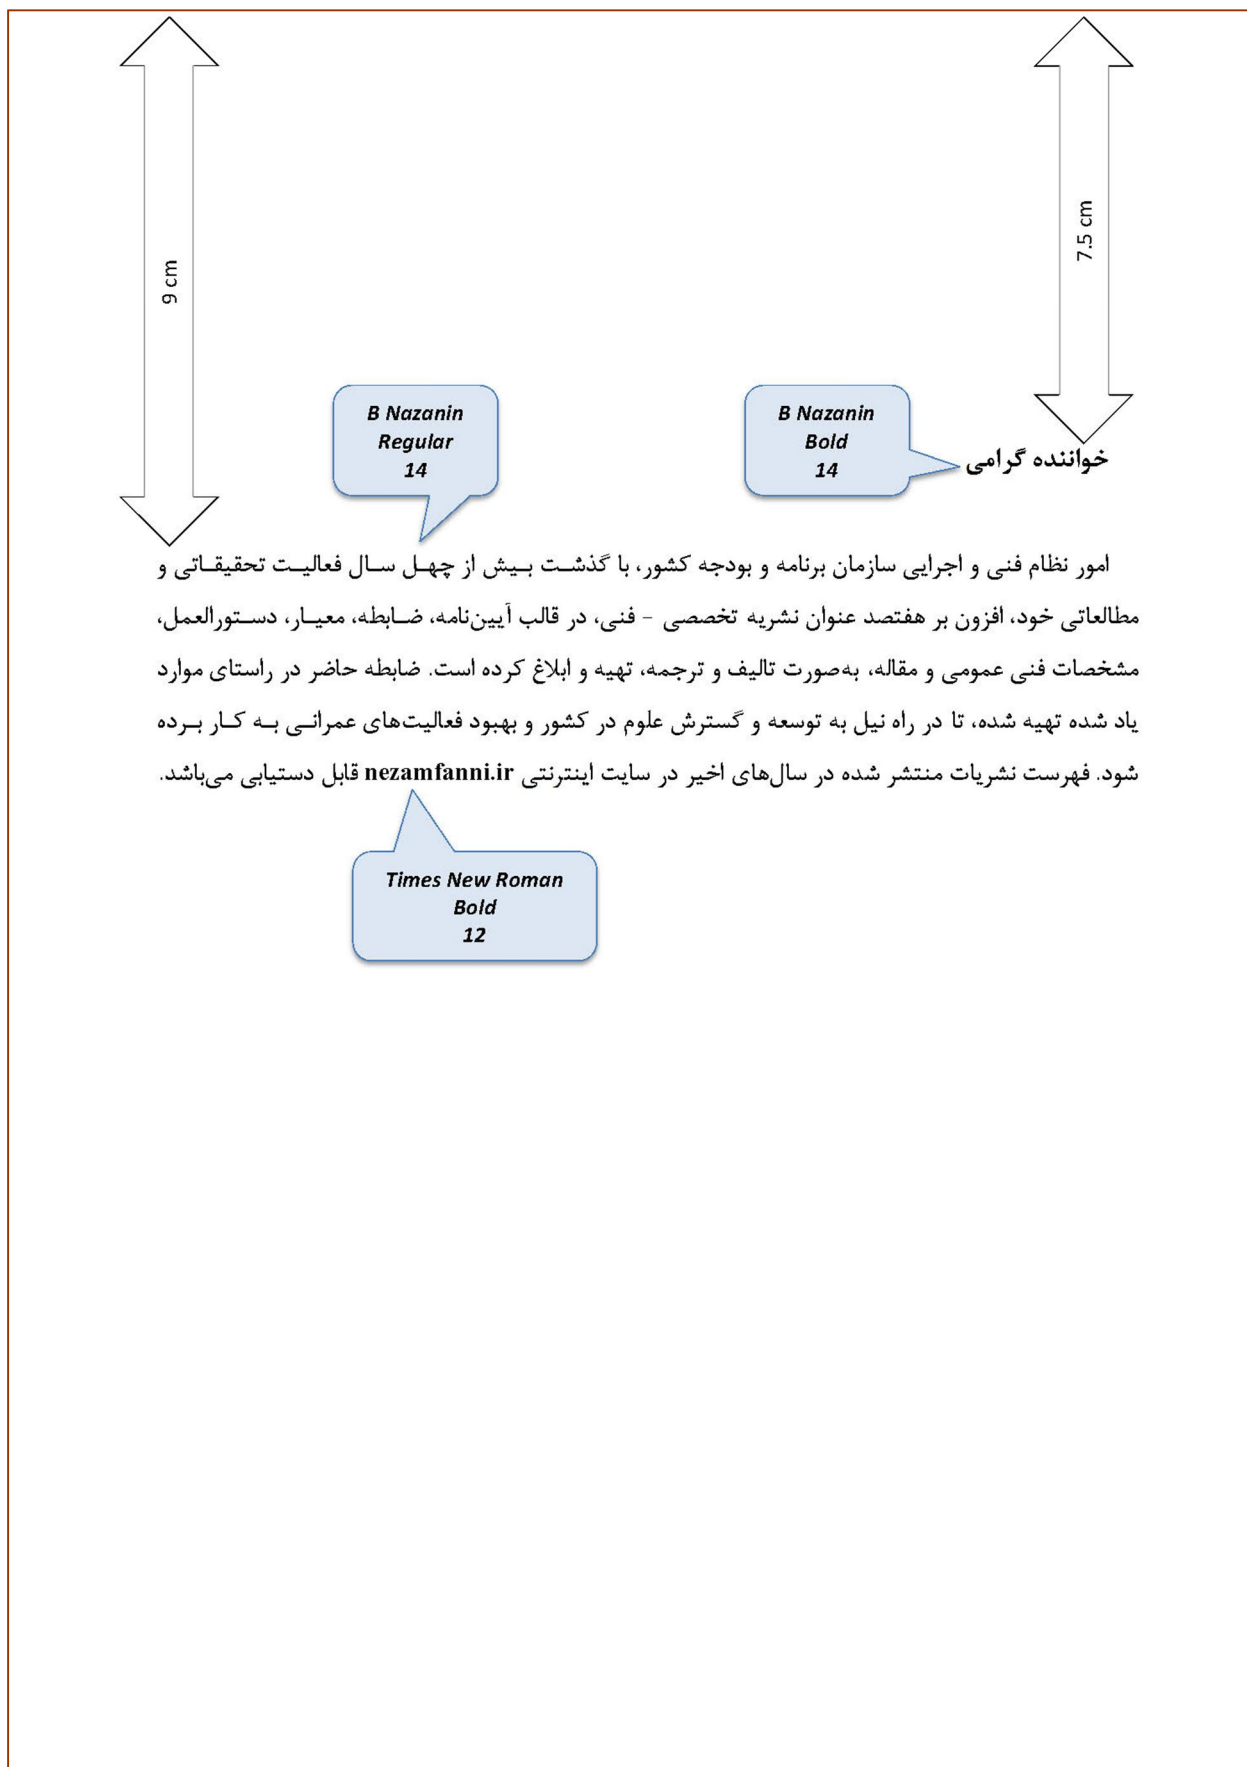 9 cm
7.5 cm
B Nazanin
Regular
14
B Nazanin
Bold
14
خواننده گرامی
امور نظام فنی و اجرایی سازمان برنامه و بودجه کشور، با گذشت بیش از چهل سال فعالیت تحقیقاتی و
مطالعاتی خود، افزون بر هفتصد عنوان نشریه تخصصی - فنی، در قالب آیین‌نامه، ضابطه، معیار، دستورالعمل،
مشخصات فنی عمومی و مقاله، به‌صورت تالیف و ترجمه، تهیه و ابلاغ کرده است. ضابطه حاضر در راستای موارد
یاد شده تهیه شده، تا در راه نیل به توسعه و گسترش علوم در کشور و بهبود فعالیت‌های عمرانی به کار برده
شود. فهرست نشریات منتشر شده در سال‌های اخیر در سایت اینترنتی nezamfanni.ir قابل دستیابی می‌باشد.
Times New Roman
Bold
12